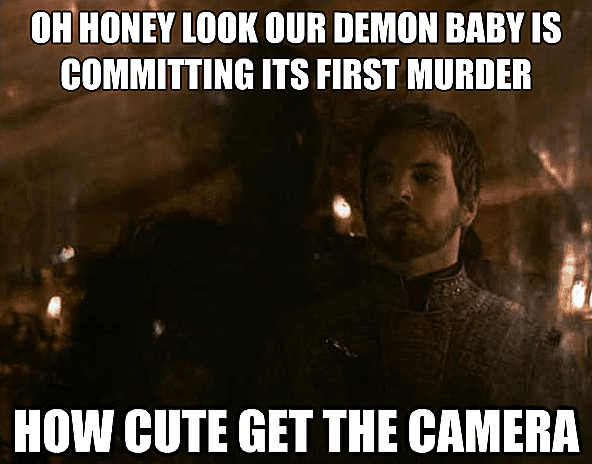 OH HONEY LOOK OUR DEMON BABY IS
COMMITTING ITS FIRST MURDER
HOW CUTE GET THE CAMERA